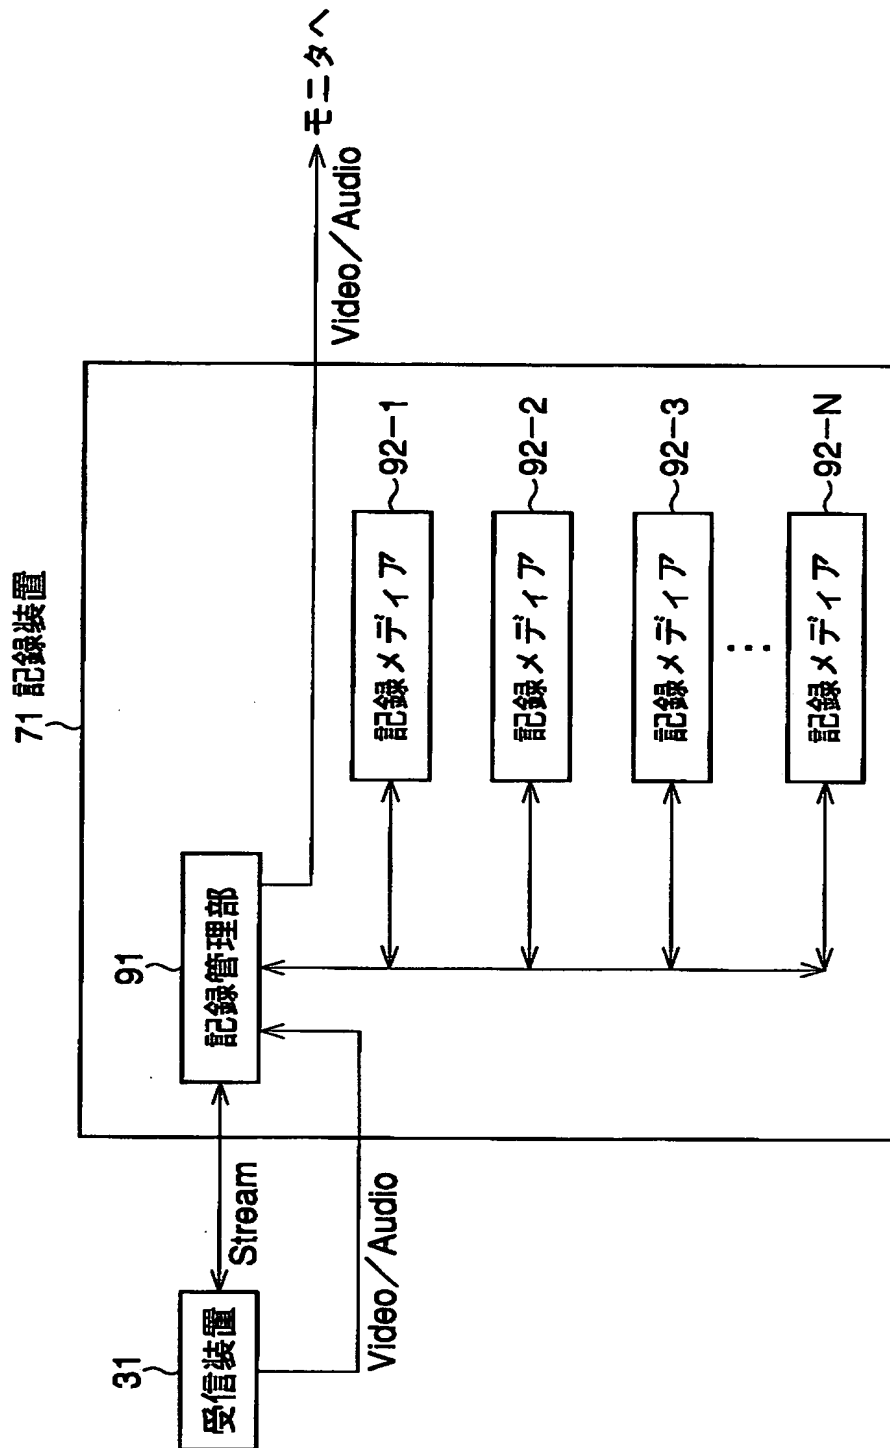 71 記録装置
31
受信装置
Stream
Video／Audio
91
記録管理部
Video／Audio
モニタへ
記録メディア
92-1
記録メディア
92-2
記録メディア
92-3
⋯
記録メディア
92-N